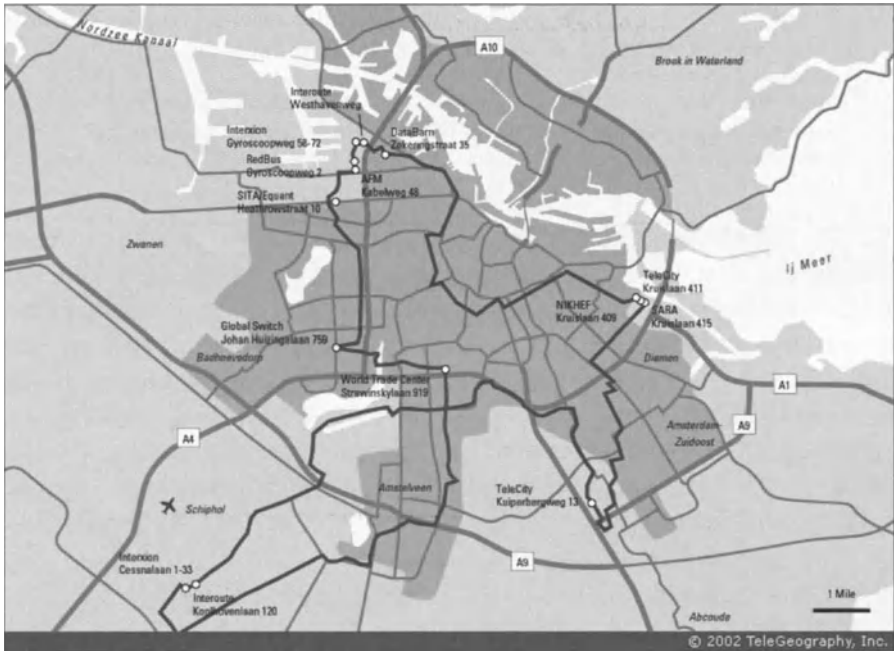 Nordzee Kanaal
A10
Broek in Waterland
Interoute
Westhavenweg
Interxion
Gyroscoopweg 56-72
DataBarn
Zekeringstraat 35
RedBus
Gyroscoopweg 2
AFM
Kabelweg 48
SITA/Equant
Heathrowstraat 10
Zwanen
Ij Meer
TeleCity
Kruislaan 411
NIKHEF
Kruislaan 409
SARA
Kruislaan 415
Global Switch
Johan Huizingalaan 759
Badhoevedorp
Diemen
World Trade Center
Strawinskylaan 919
A1
A4
Amsterdam-
Zuidoost
A9
Amstelveen
TeleCity
Kuiperbergweg 13
Schiphol
Interxion
Cessnalaan 1-33
A9
Interoute
Koolhovenlaan 120
1 Mile
Abcoude
© 2002 TeleGeography, Inc.